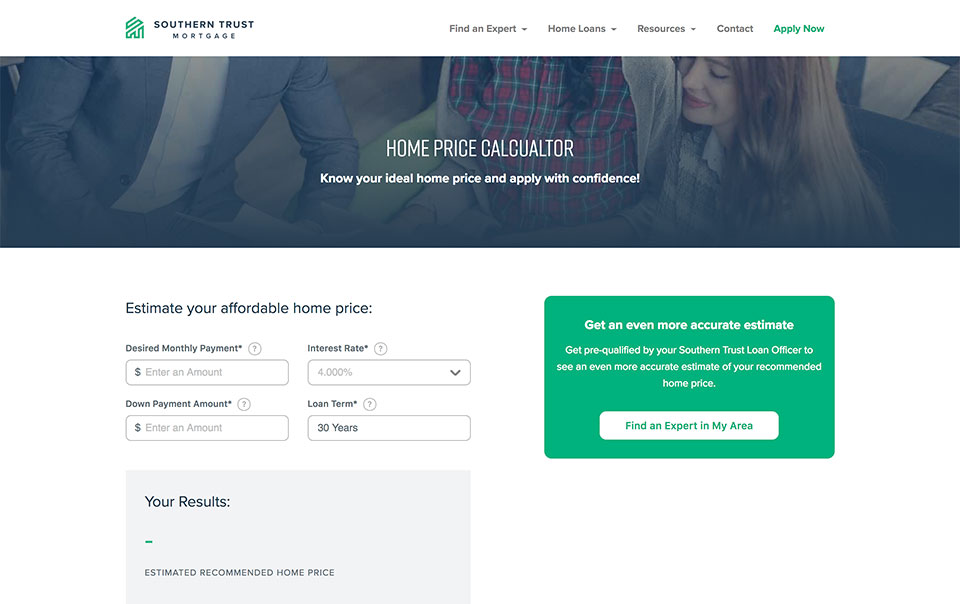 SOUTHERN TRUST
MORTGAGE
Find an Expert
Home Loans
Resources
Contact
Apply Now
HOME PRICE CALCUALTOR
Know your ideal home price and apply with confidence!
Estimate your affordable home price:
Desired Monthly Payment* ?
Interest Rate* ?
$ Enter an Amount
4.000%
Down Payment Amount* ?
Loan Term* ?
$ Enter an Amount
30 Years
Your Results:
-
ESTIMATED RECOMMENDED HOME PRICE
Get an even more accurate estimate
Get pre-qualified by your Southern Trust Loan Officer to
see an even more accurate estimate of your recommended
home price.
Find an Expert in My Area